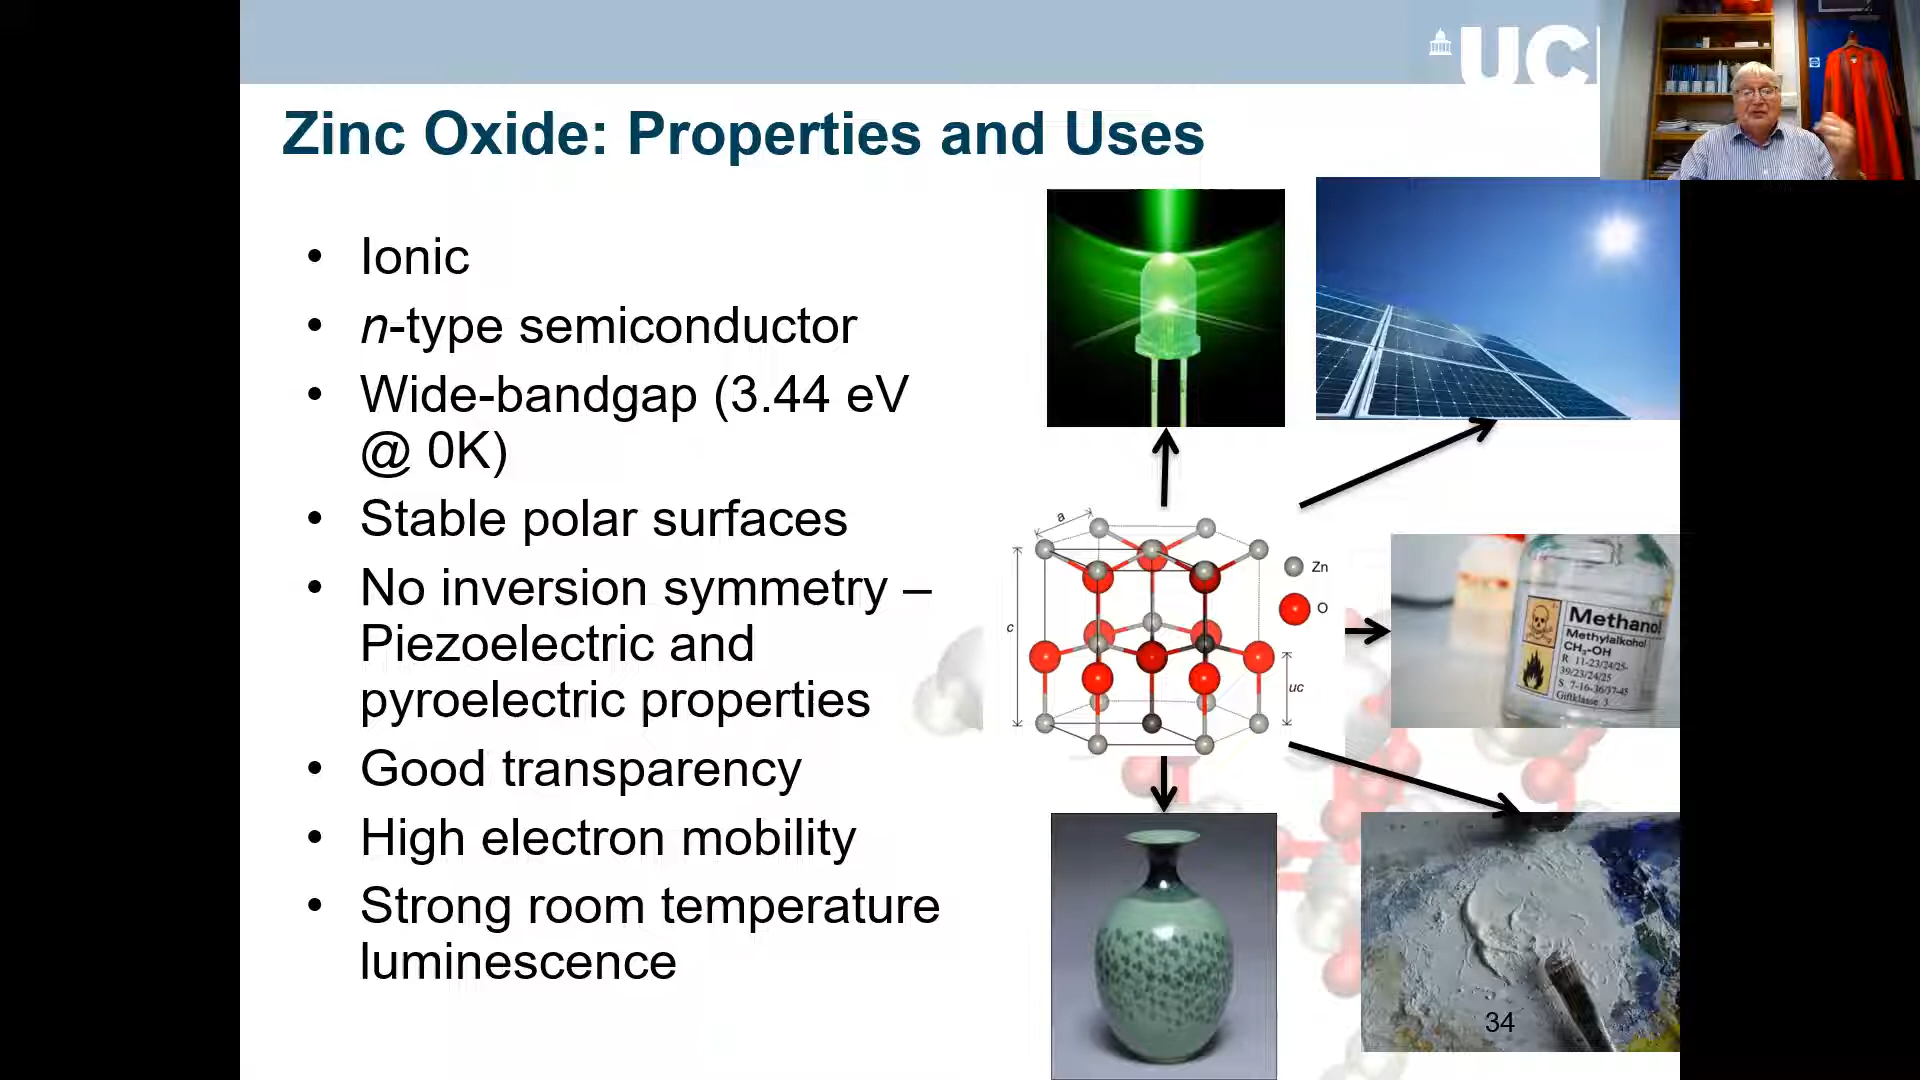 UCL
Zinc Oxide: Properties and Uses
• Ionic
• n-type semiconductor
• Wide-bandgap (3.44 eV
@ 0K)
• Stable polar surfaces
• No inversion symmetry –
Piezoelectric and
pyroelectric properties
• Good transparency
• High electron mobility
• Strong room temperature
luminescence
a
c
uc
Zn
O
Methanol
Methylalkohol
CH₃-OH
R 11-23/24/25-
39/23/24/25
S 7-16-36/37-45
Giftklasse 3
34